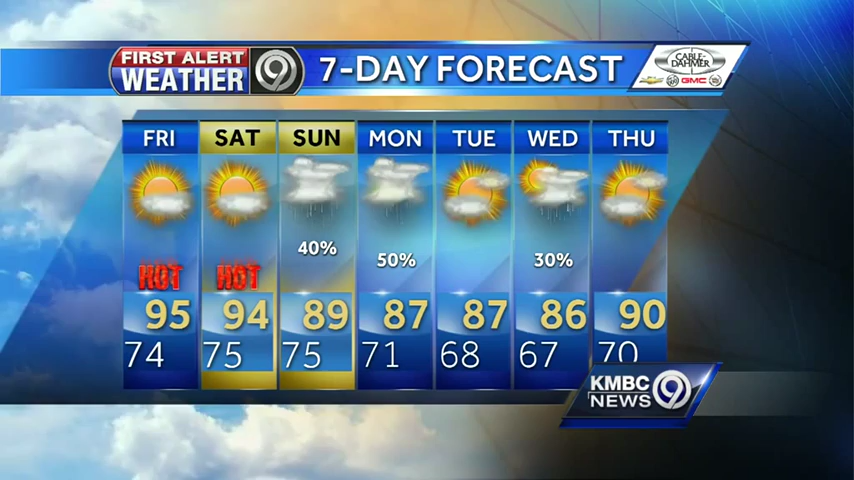 FIRST ALERT
WEATHER 9
7-DAY FORECAST
CABLE-
DAHMER
GMC
FRI SAT SUN MON TUE WED THU
40% 50% 30%
HOT HOT
95 94 89 87 87 86 90
74 75 75 71 68 67 70
KMBC 9
NEWS